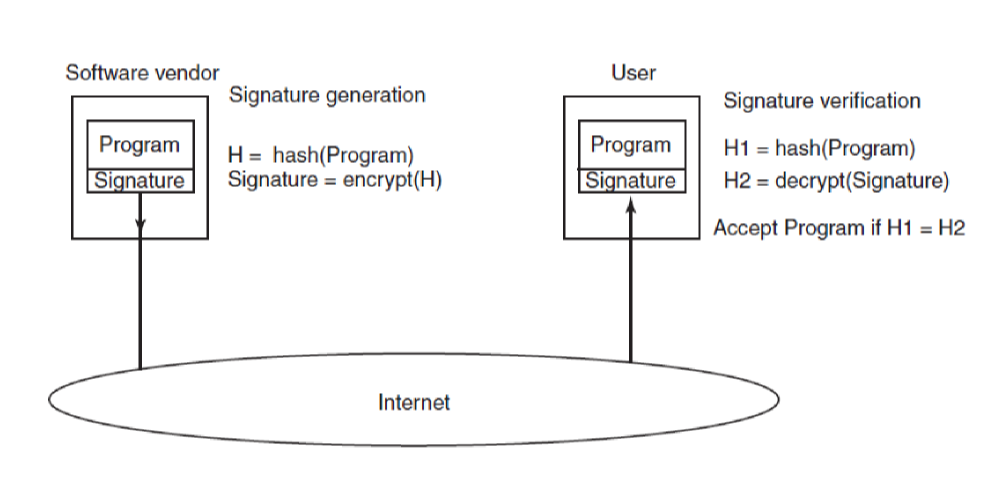 Software vendor
Signature generation
Program
Signature
H = hash(Program)
Signature = encrypt(H)
User
Signature verification
Program
Signature
H1 = hash(Program)
H2 = decrypt(Signature)
Accept Program if H1 = H2
Internet